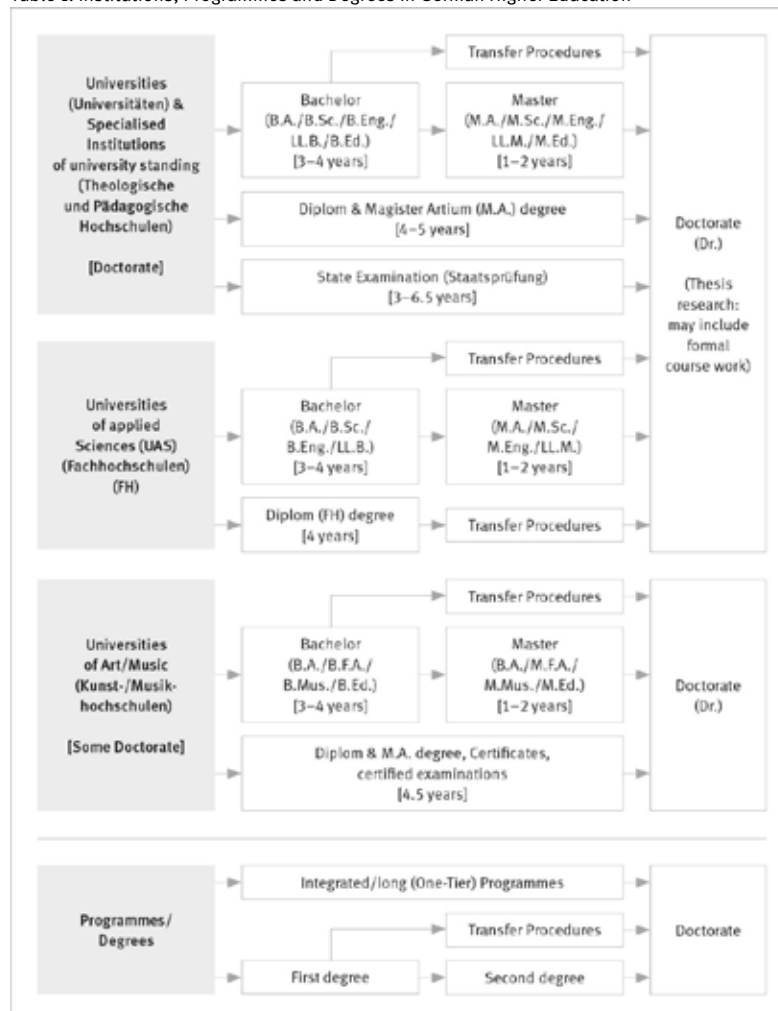 Table 1: Institutions, Programmes and Degrees in German Higher Education
Transfer Procedures
Universities
(Universitäten) &
Specialised
Institutions
of university standing
(Theologische
und Pädagogische
Hochschulen)
[Doctorate]
Bachelor
(B.A./B.Sc./B.Eng./
LL.B./B.Ed.)
[3–4 years]
Master
(M.A./M.Sc./M.Eng./
LL.M./M.Ed.)
[1–2 years]
Diplom & Magister Artium (M.A.) degree
[4–5 years]
State Examination (Staatsprüfung)
[3–6.5 years]
Doctorate
(Dr.)
(Thesis
research:
may include
formal
course work)
Transfer Procedures
Universities
of applied
Sciences (UAS)
(Fachhochschulen)
(FH)
Bachelor
(B.A./B.Sc./
B.Eng./LL.B.)
[3–4 years]
Master
(M.A./M.Sc./
M.Eng./LL.M.)
[1–2 years]
Diplom (FH) degree
[4 years]
Transfer Procedures
Transfer Procedures
Universities
of Art/Music
(Kunst-/Musik-
hochschulen)
[Some Doctorate]
Bachelor
(B.A./B.F.A./
B.Mus./B.Ed.)
[3–4 years]
Master
(B.A./M.F.A./
M.Mus./M.Ed.)
[1–2 years]
Diplom & M.A. degree, Certificates,
certified examinations
[4.5 years]
Doctorate
(Dr.)
Integrated/long (One-Tier) Programmes
Programmes/
Degrees
Transfer Procedures
First degree
Second degree
Doctorate